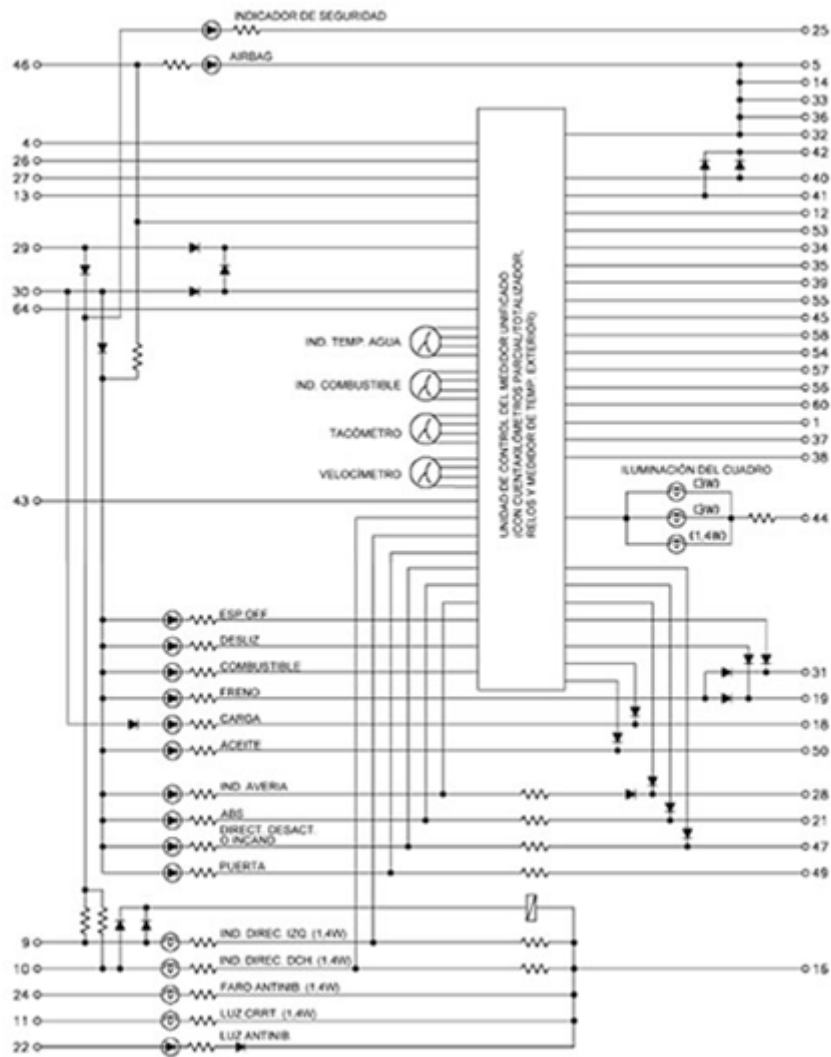 INDICADOR DE SEGURIDAD
25
46
AIRBAG
5
14
33
36
4
32
26
42
27
40
13
41
12
53
29
34
35
30
39
64
55
45
IND. TEMP. AGUA
58
54
57
IND. COMBUSTIBLE
56
60
TACÓMETRO
1
37
38
VELOCÍMETRO
UNIDAD DE CONTROL DEL MEDIDOR UNIFICADO
(CON CUENTAKILÓMETROS PARCIAL/TOTALIZADOR,
RELOS Y MEDIDOR DE TEMP. EXTERIOR)
ILUMINACIÓN DEL CUADRO
(3W)
43
(3W)
44
(1,4W)
ESP OFF
DESLIZ
COMBUSTIBLE
31
FRENO
19
CARGA
18
ACEITE
50
IND. AVERIA
28
ABS
21
DIRECT. DESACT.
O INCAND
47
PUERTA
49
9
IND. DIREC. IZQ. (1,4W)
10
IND. DIREC. DCH. (1,4W)
16
24
FARO ANTINIB. (1.4W)
11
LUZ CRRT. (1,4W)
22
LUZ ANTINIB.